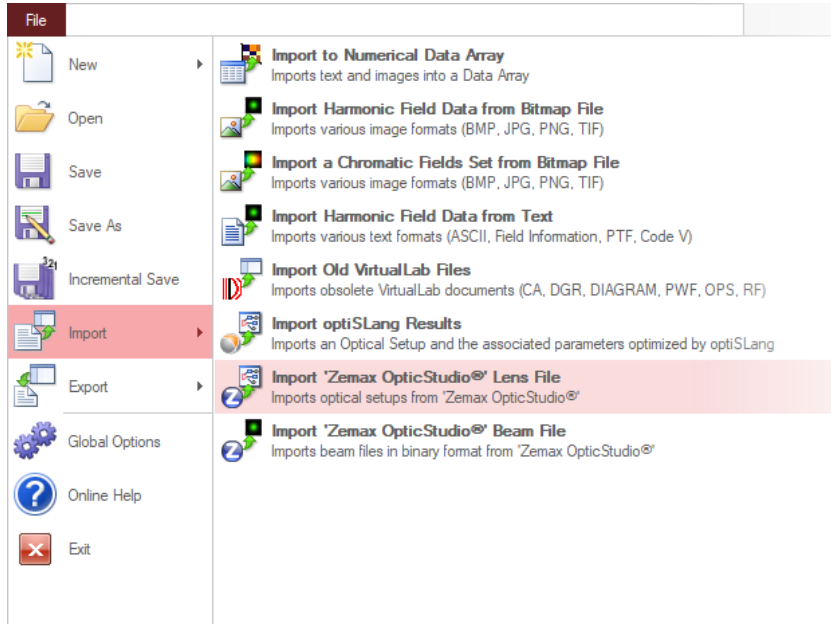 File
New
Open
Save
Save As
321
Incremental Save
Import
Export
Global Options
Online Help
Exit
Import to Numerical Data Array
Imports text and images into a Data Array
Import Harmonic Field Data from Bitmap File
Imports various image formats (BMP, JPG, PNG, TIF)
Import a Chromatic Fields Set from Bitmap File
Imports various image formats (BMP, JPG, PNG, TIF)
Import Harmonic Field Data from Text
Imports various text formats (ASCII, Field Information, PTF, Code V)
Import Old VirtualLab Files
Imports obsolete VirtualLab documents (CA, DGR, DIAGRAM, PWF, OPS, RF)
Import optiSLang Results
Imports an Optical Setup and the associated parameters optimized by optiSLang
Import 'Zemax OpticStudio®' Lens File
Imports optical setups from 'Zemax OpticStudio®'
Import 'Zemax OpticStudio®' Beam File
Imports beam files in binary format from 'Zemax OpticStudio®'